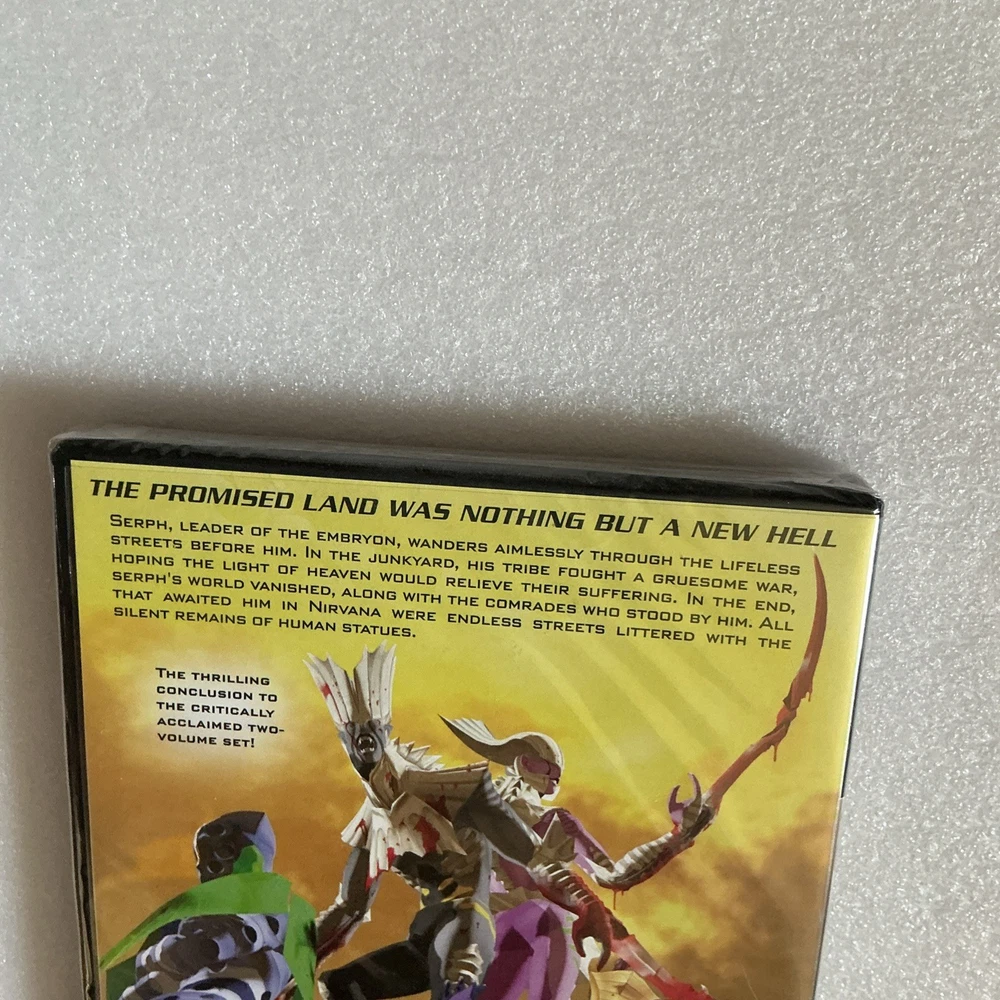 THE PROMISED LAND WAS NOTHING BUT A NEW HELL
SERPH, LEADER OF THE EMBRYON, WANDERS AIMLESSLY THROUGH THE LIFELESS
STREETS BEFORE HIM. IN THE JUNKYARD, HIS TRIBE FOUGHT A GRUESOME WAR,
HOPING THE LIGHT OF HEAVEN WOULD RELIEVE THEIR SUFFERING. IN THE END,
SERPH'S WORLD VANISHED, ALONG WITH THE COMRADES WHO STOOD BY HIM. ALL
THAT AWAITED HIM IN NIRVANA WERE ENDLESS STREETS LITTERED WITH THE
SILENT REMAINS OF HUMAN STATUES.
THE THRILLING
CONCLUSION TO
THE CRITICALLY
ACCLAIMED TWO-
VOLUME SET!